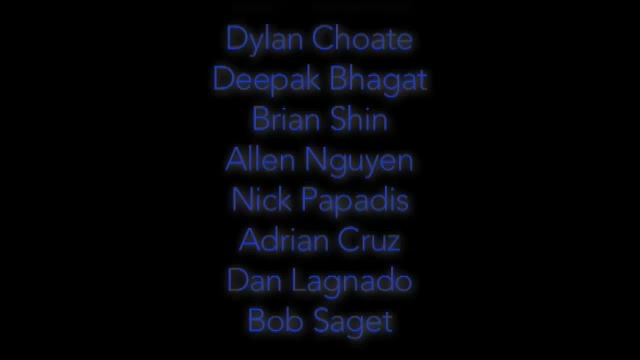 Dylan Choate
Deepak Bhagat
Brian Shin
Allen Nguyen
Nick Papadis
Adrian Cruz
Dan Lagnado
Bob Saget